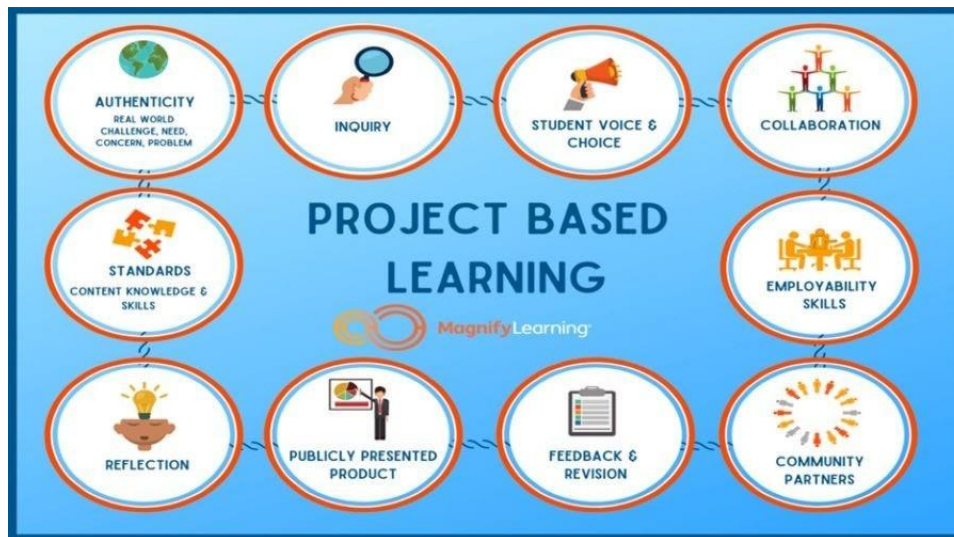 AUTHENTICITY
REAL WORLD
CHALLENGE, NEED,
CONCERN, PROBLEM
INQUIRY
STUDENT VOICE &
CHOICE
COLLABORATION
PROJECT BASED
LEARNING
MagnifyLearning
STANDARDS
CONTENT KNOWLEDGE &
SKILLS
EMPLOYABILITY
SKILLS
REFLECTION
PUBLICLY PRESENTED
PRODUCT
FEEDBACK &
REVISION
COMMUNITY
PARTNERS